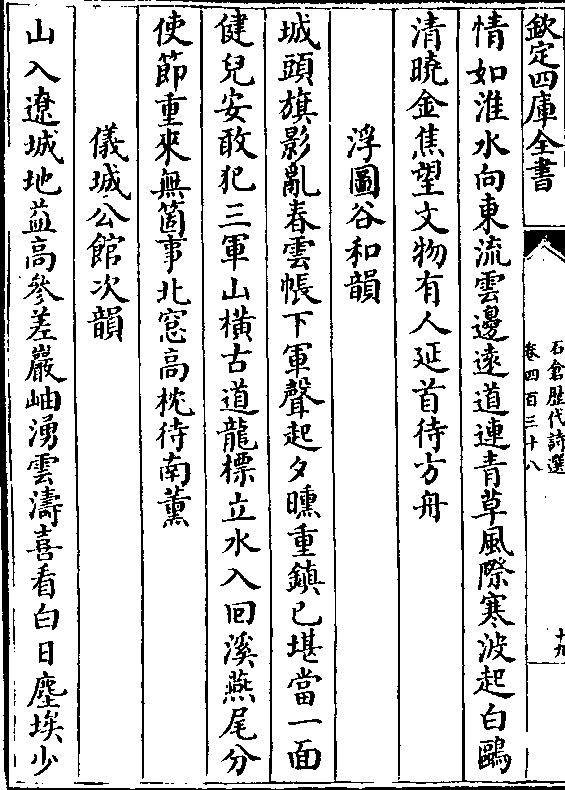 欽定四庫全書
石倉歴代詩選
卷四百三十八
十九
情如淮水向東流雲邊逺道連青草風際寒波起白鷗
清曉金焦望文物有人延首待方舟
浮圖谷和韻
城頭旗影亂春雲帳下軍聲起夕曛重鎮已堪當一面
健兒安敢犯三軍山横古道龍標立水入回溪燕尾分
使節重來無箇事北窓高枕待南薰
儀城公館次韻
山入遼城地益高參差巖岫湧雲濤喜看白日塵埃少